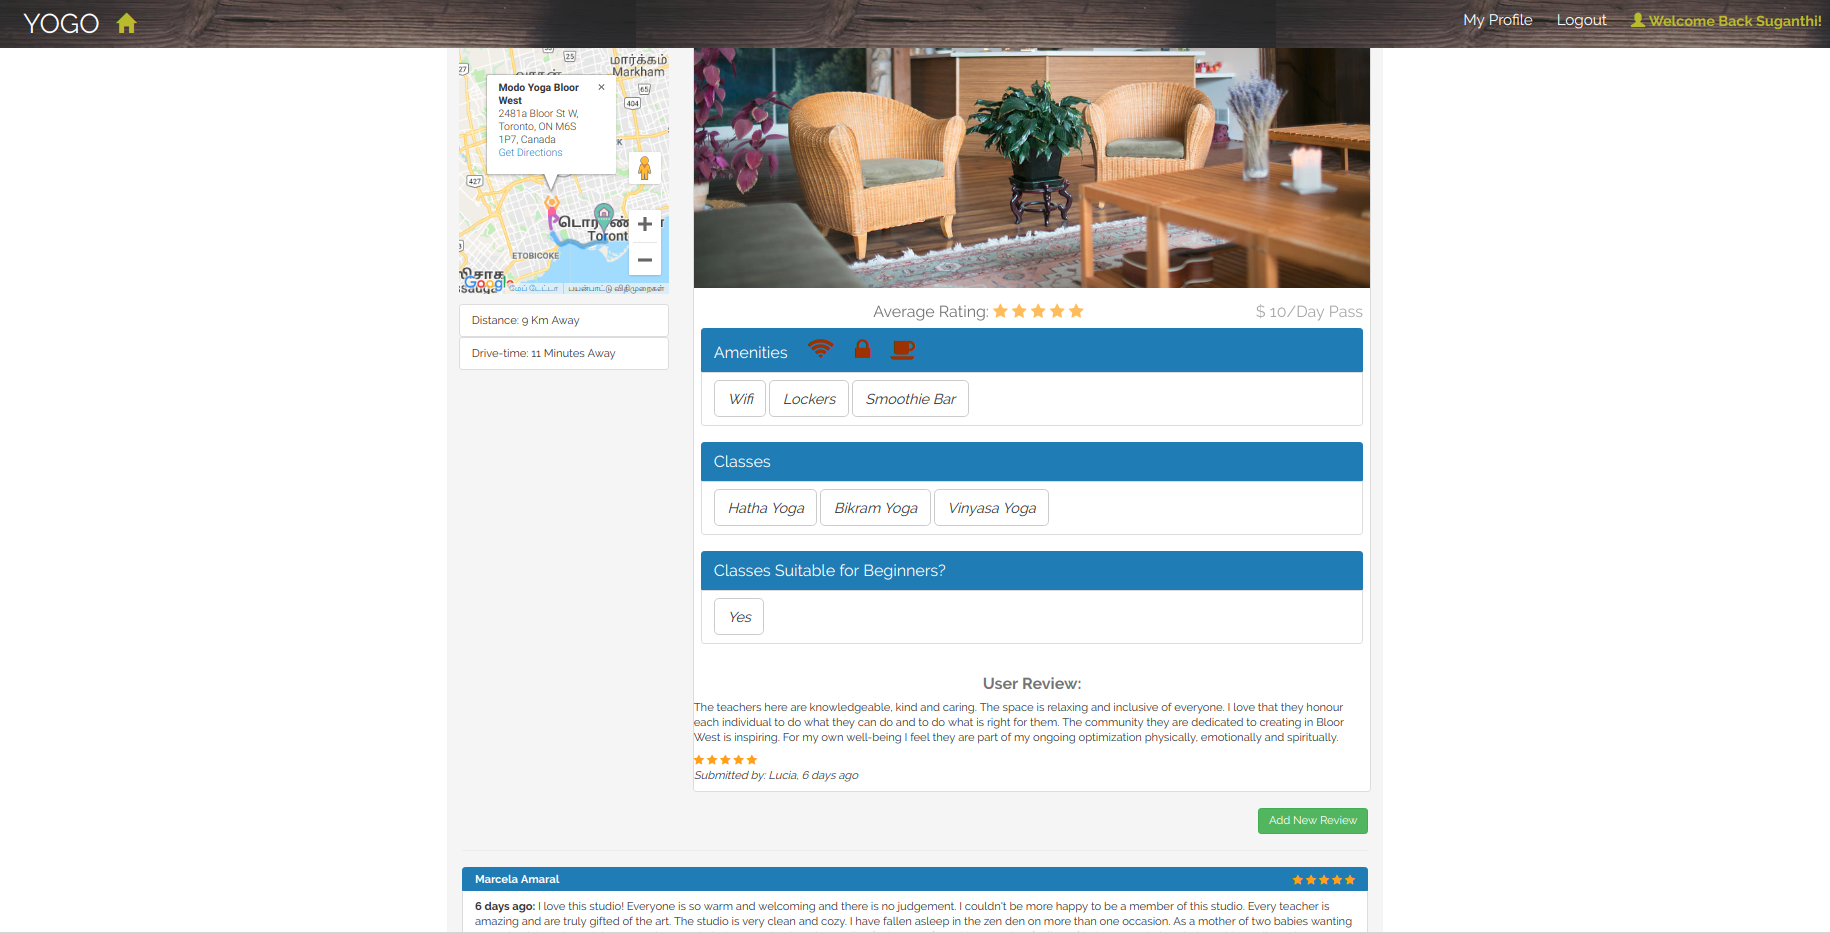 YOGO
My Profile
Logout
Welcome Back Suganthi!
Modo Yoga Bloor
West
2481a Bloor St W,
Toronto, ON M6S
1P7, Canada
Get Directions
27
25
மார்க்கம்
Markham
65
404
427
Toront
ETOBICOKE
Google
Distance: 9 Km Away
Drive-time: 11 Minutes Away
Average Rating:
$ 10/Day Pass
Amenities
Wifi
Lockers
Smoothie Bar
Classes
Hatha Yoga
Bikram Yoga
Vinyasa Yoga
Classes Suitable for Beginners?
Yes
User Review:
The teachers here are knowledgeable, kind and caring. The space is relaxing and inclusive of everyone. I love that they honour
each individual to do what they can do and to do what is right for them. The community they are dedicated to creating in Bloor
West is inspiring. For my own well-being I feel they are part of my ongoing optimization physically, emotionally and spiritually.
Submitted by: Lucia, 6 days ago
Add New Review
Marcela Amaral
6 days ago: I love this studio! Everyone is so warm and welcoming and there is no judgement. I couldn't be more happy to be a member of this studio. Every teacher is
amazing and are truly gifted of the art. The studio is very clean and cozy. I have fallen asleep in the zen den on more than one occasion. As a mother of two babies wanting